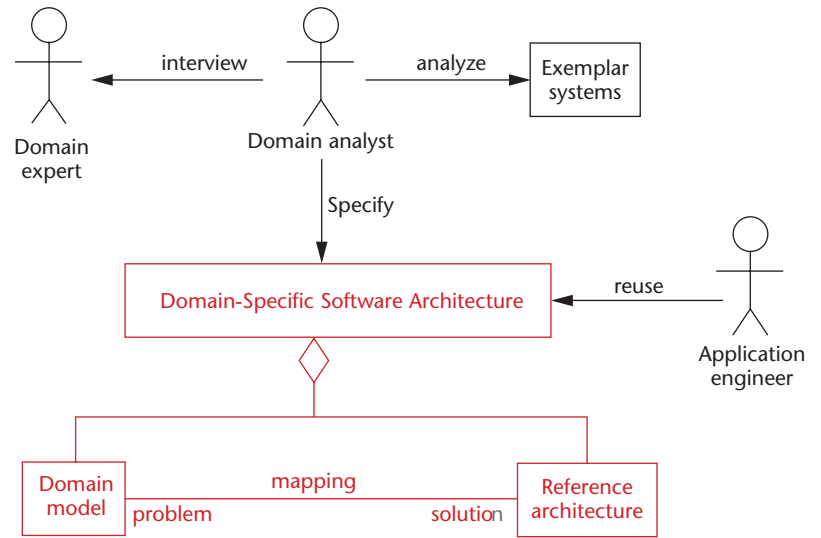 interview
analyze
Exemplar
systems
Domain
expert
Domain analyst
Specify
Domain-Specific Software Architecture
reuse
Application
engineer
Domain
model
mapping
problem
solution
Reference
architecture